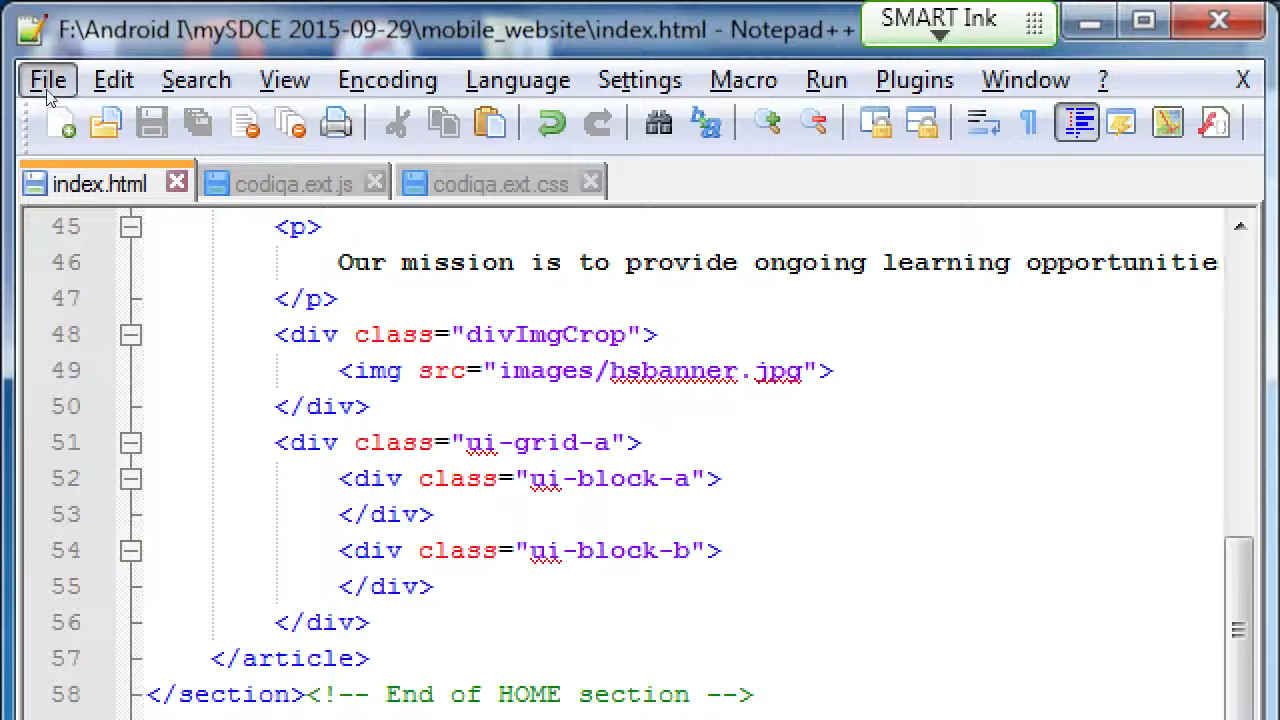 F:\Android I\mySDCE 2015-09-29\mobile_website\index.html - Notepad++
SMART Ink
File Edit Search View Encoding Language Settings Macro Run Plugins Window ? X
index.html codiqa.ext.js codiqa.ext.css
45 <p>
46 Our mission is to provide ongoing learning opportunitie
47 </p>
48 <div class="divImgCrop">
49 <img src="images/hsbanner.jpg">
50 </div>
51 <div class="ui-grid-a">
52 <div class="ui-block-a">
53 </div>
54 <div class="ui-block-b">
55 </div>
56 </div>
57 </article>
58 </section><!-- End of HOME section -->